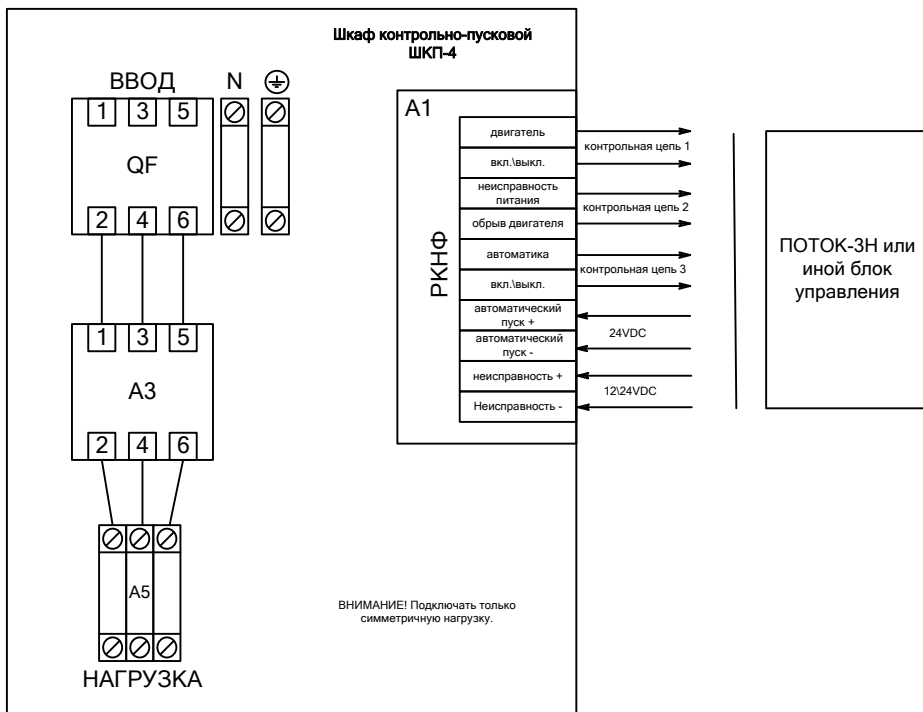 Шкаф контрольно-пусковой
ШКП-4
ВВОД
N
1 3 5
QF
2 4 6
1 3 5
A3
2 4 6
A5
НАГРУЗКА
A1
РКНФ
двигатель
вкл.\выкл.
неисправность
питания
обрыв двигателя
автоматика
вкл.\выкл.
автоматический
пуск +
автоматический
пуск -
неисправность +
Неисправность -
контрольная цепь 1
контрольная цепь 2
контрольная цепь 3
24VDC
12\24VDC
ПОТОК-3Н или
иной блок
управления
ВНИМАНИЕ! Подключать только
симметричную нагрузку.